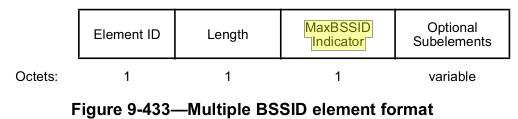 Element ID
Length
MaxBSSID
Indicator
Optional
Subelements
Octets: 1 1 1 variable
Figure 9-433—Multiple BSSID element format